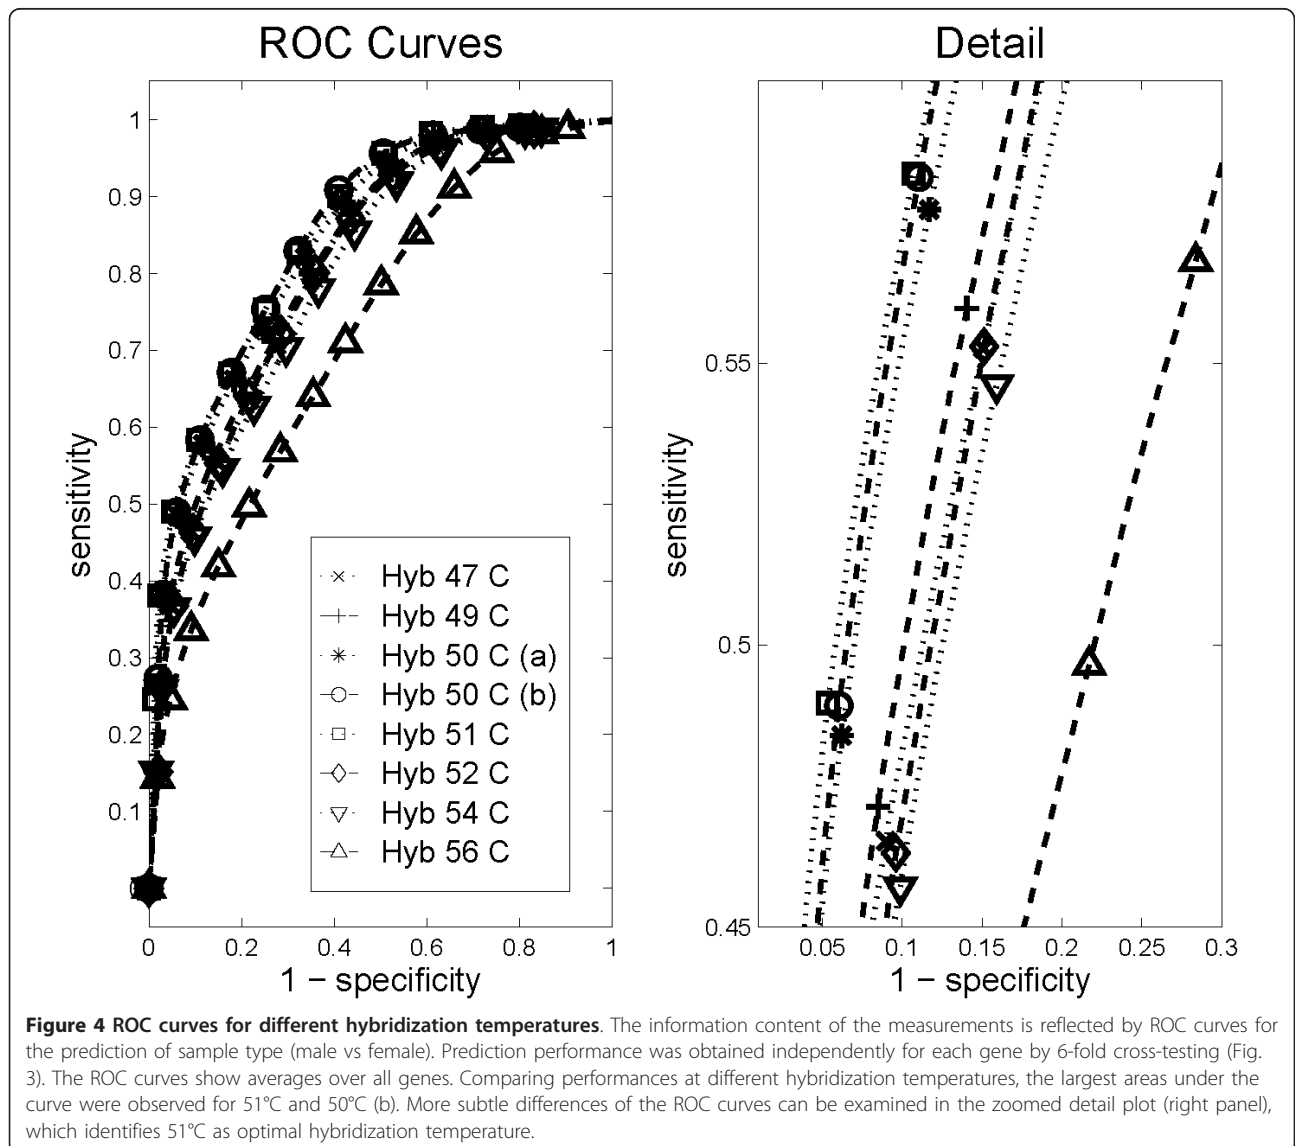 ROC Curves
sensitivity
1
0.9
0.8
0.7
0.6
0.5
0.4
0.3
0.2
0.1
0 0.2 0.4 0.6 0.8 1
1 − specificity
Hyb 47 C
Hyb 49 C
Hyb 50 C (a)
Hyb 50 C (b)
Hyb 51 C
Hyb 52 C
Hyb 54 C
Hyb 56 C
Detail
sensitivity
0.55
0.5
0.45
0.05 0.1 0.15 0.2 0.25 0.3
1 − specificity
Figure 4 ROC curves for different hybridization temperatures. The information content of the measurements is reflected by ROC curves for
the prediction of sample type (male vs female). Prediction performance was obtained independently for each gene by 6-fold cross-testing (Fig.
3). The ROC curves show averages over all genes. Comparing performances at different hybridization temperatures, the largest areas under the
curve were observed for 51°C and 50°C (b). More subtle differences of the ROC curves can be examined in the zoomed detail plot (right panel),
which identifies 51°C as optimal hybridization temperature.